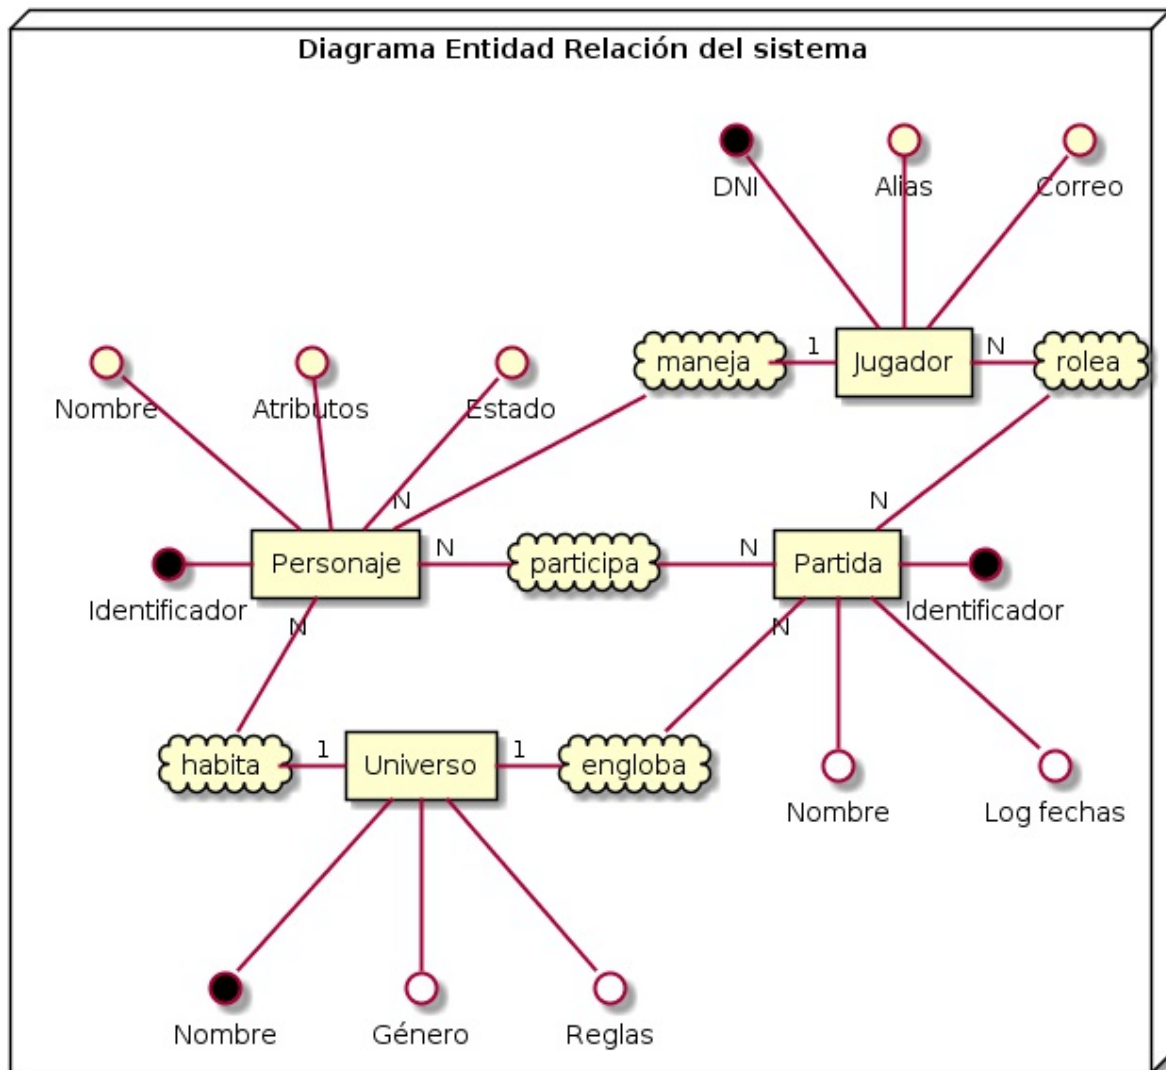 Diagrama Entidad Relación del sistema
DNI
Alias
Correo
maneja
1
Jugador
N
rolea
Nombre
Atributos
Estado
N
N
Personaje
N
participa
N
Partida
Identificador
Identificador
N
N
habita
1
Universo
1
engloba
Nombre
Log fechas
Nombre
Género
Reglas